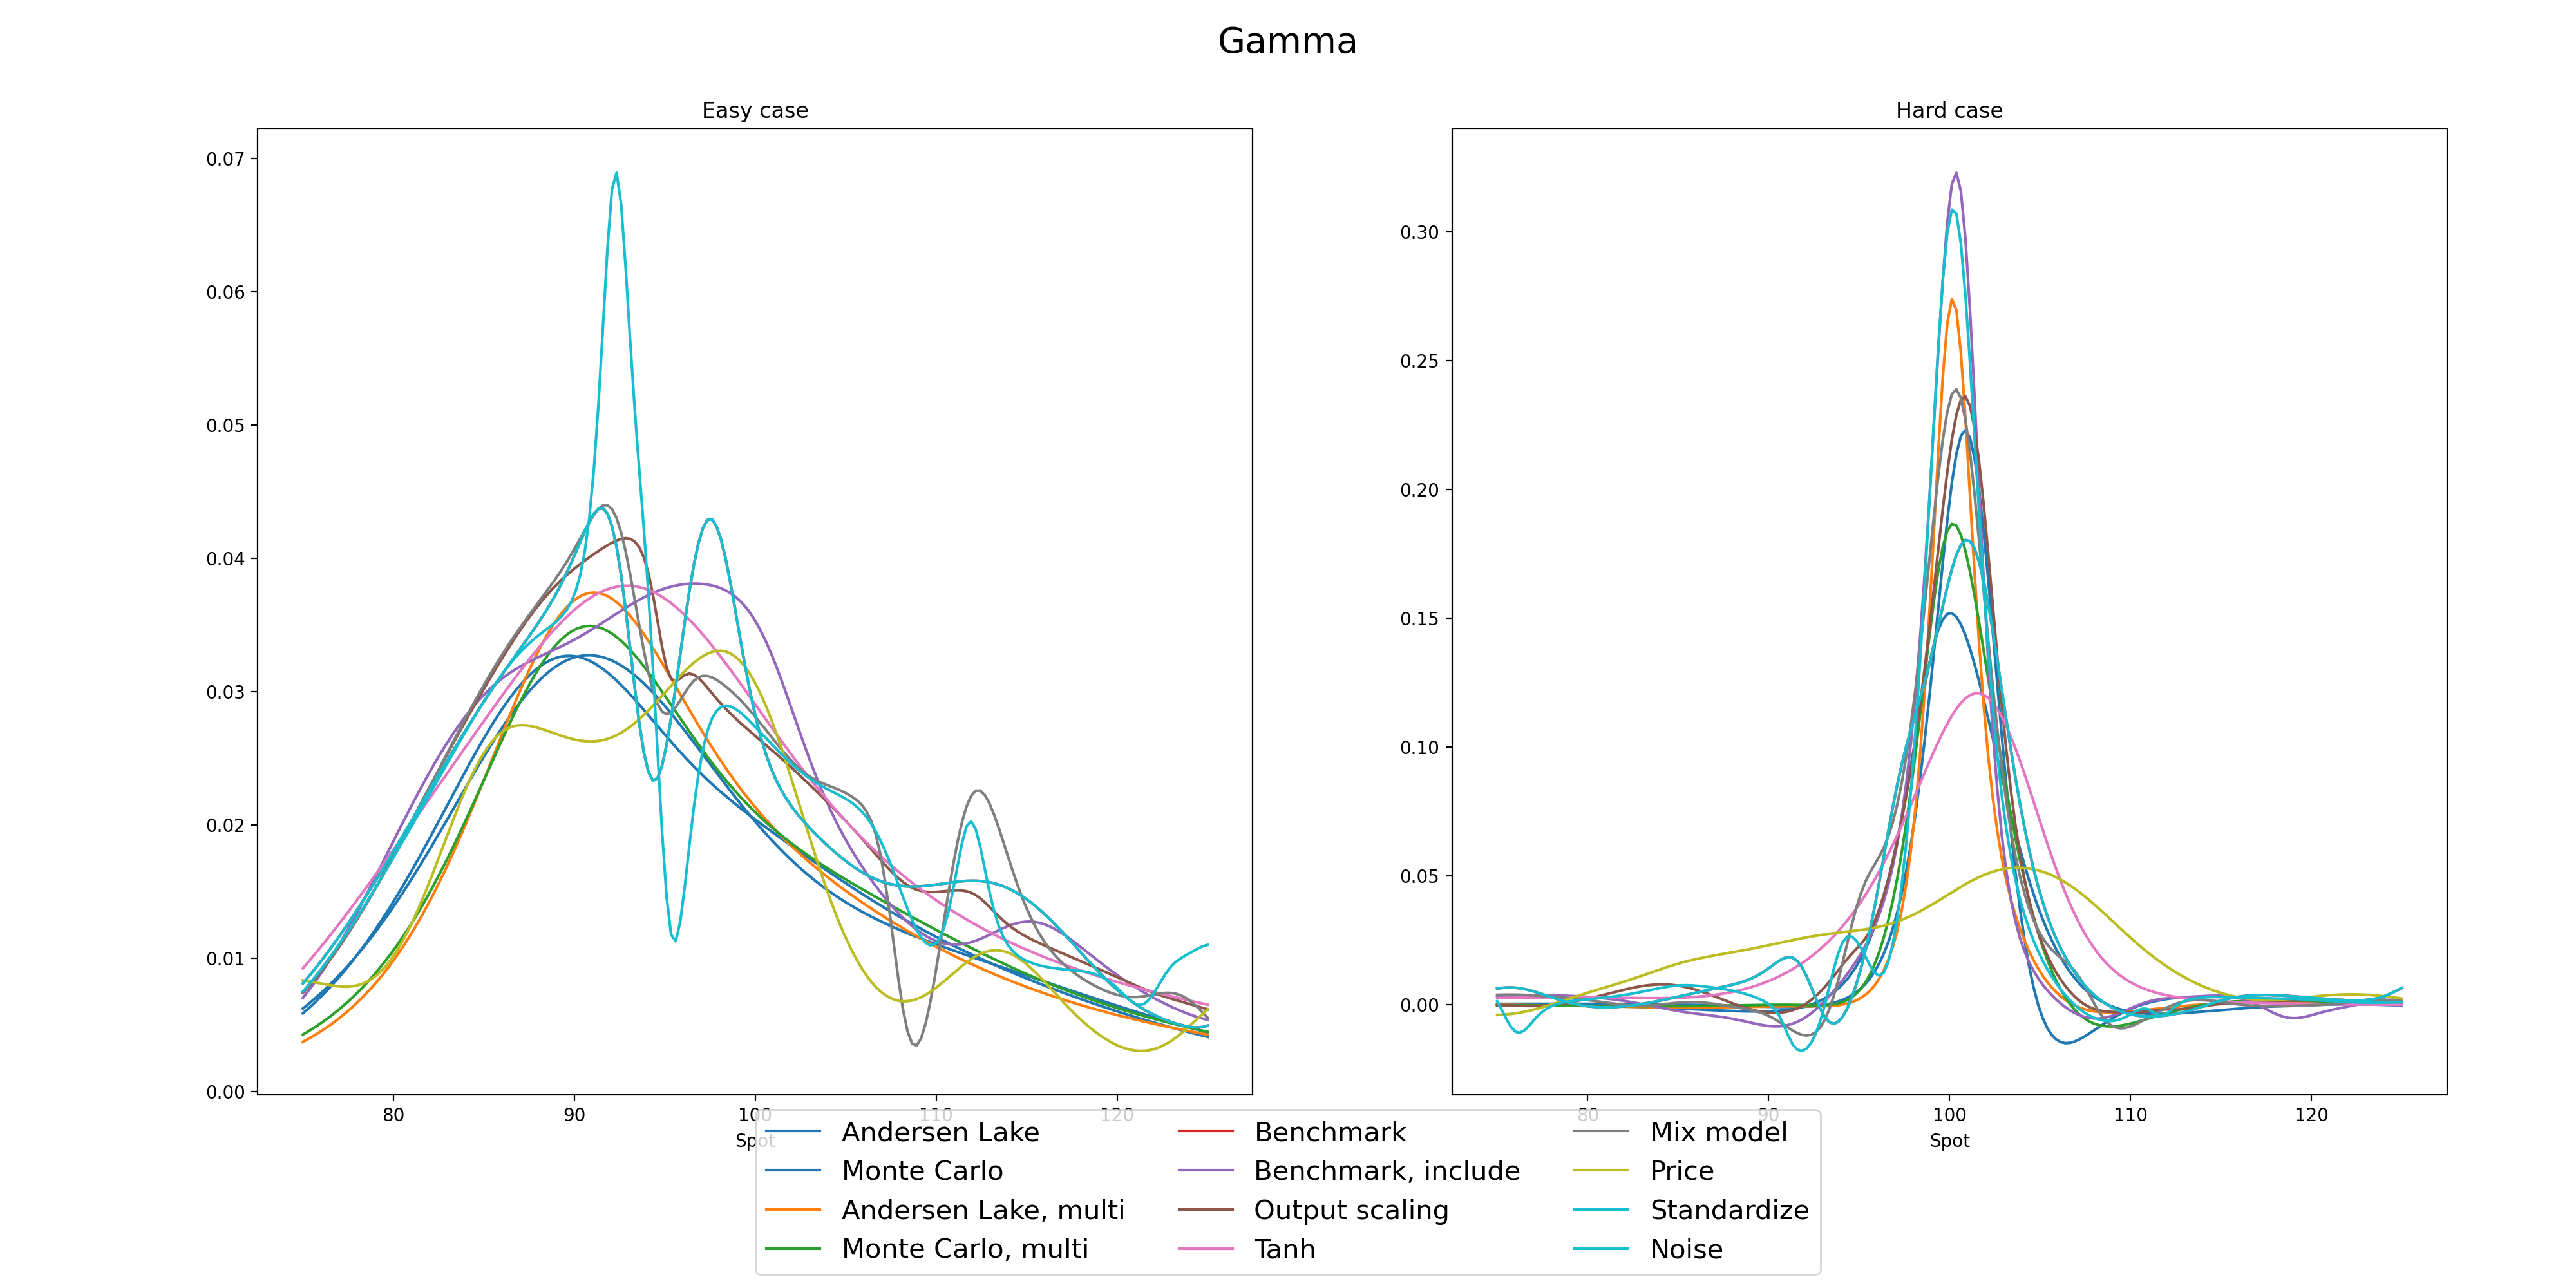 Gamma
Easy case
Hard case
0.07
0.06
0.05
0.04
0.03
0.02
0.01
0.00
80 90 100 110 120
Spot
0.30
0.25
0.20
0.15
0.10
0.05
0.00
80 90 100 110 120
Spot
Andersen Lake
Monte Carlo
Andersen Lake, multi
Monte Carlo, multi
Benchmark
Benchmark, include
Output scaling
Tanh
Mix model
Price
Standardize
Noise